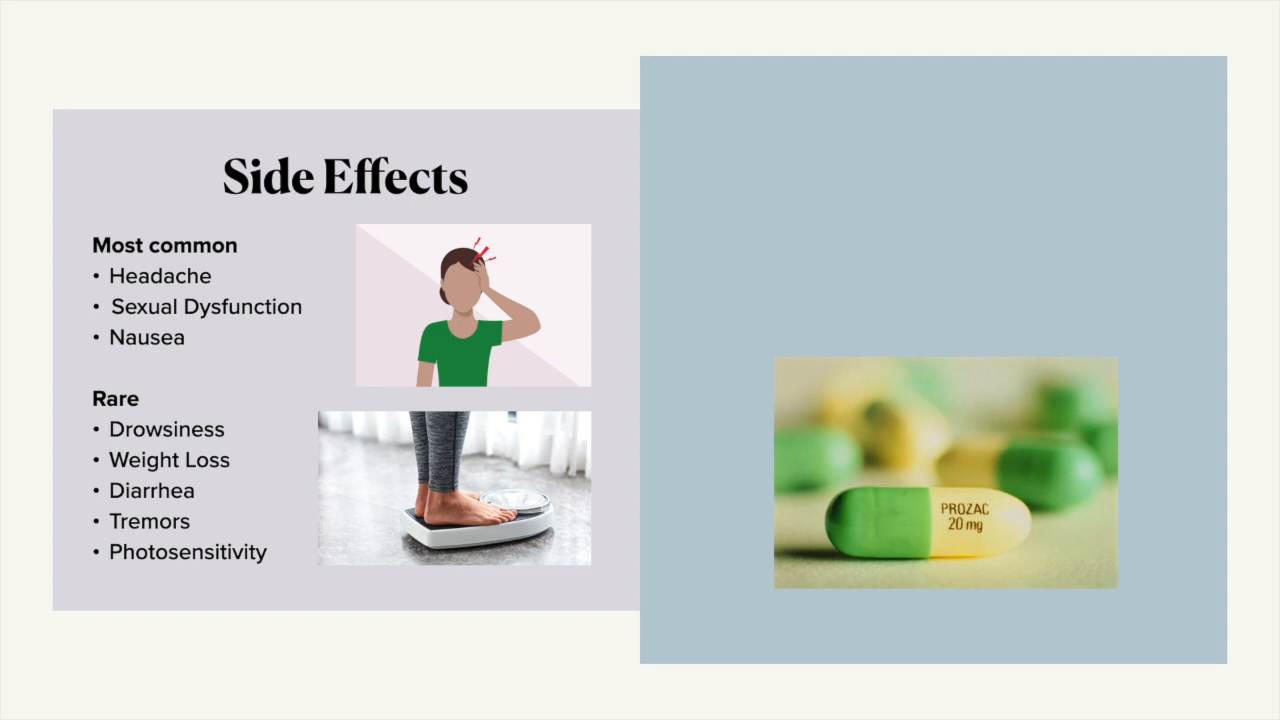 Side Effects
Most common
• Headache
• Sexual Dysfunction
• Nausea
Rare
• Drowsiness
• Weight Loss
• Diarrhea
• Tremors
• Photosensitivity
PROZAC
20 mg